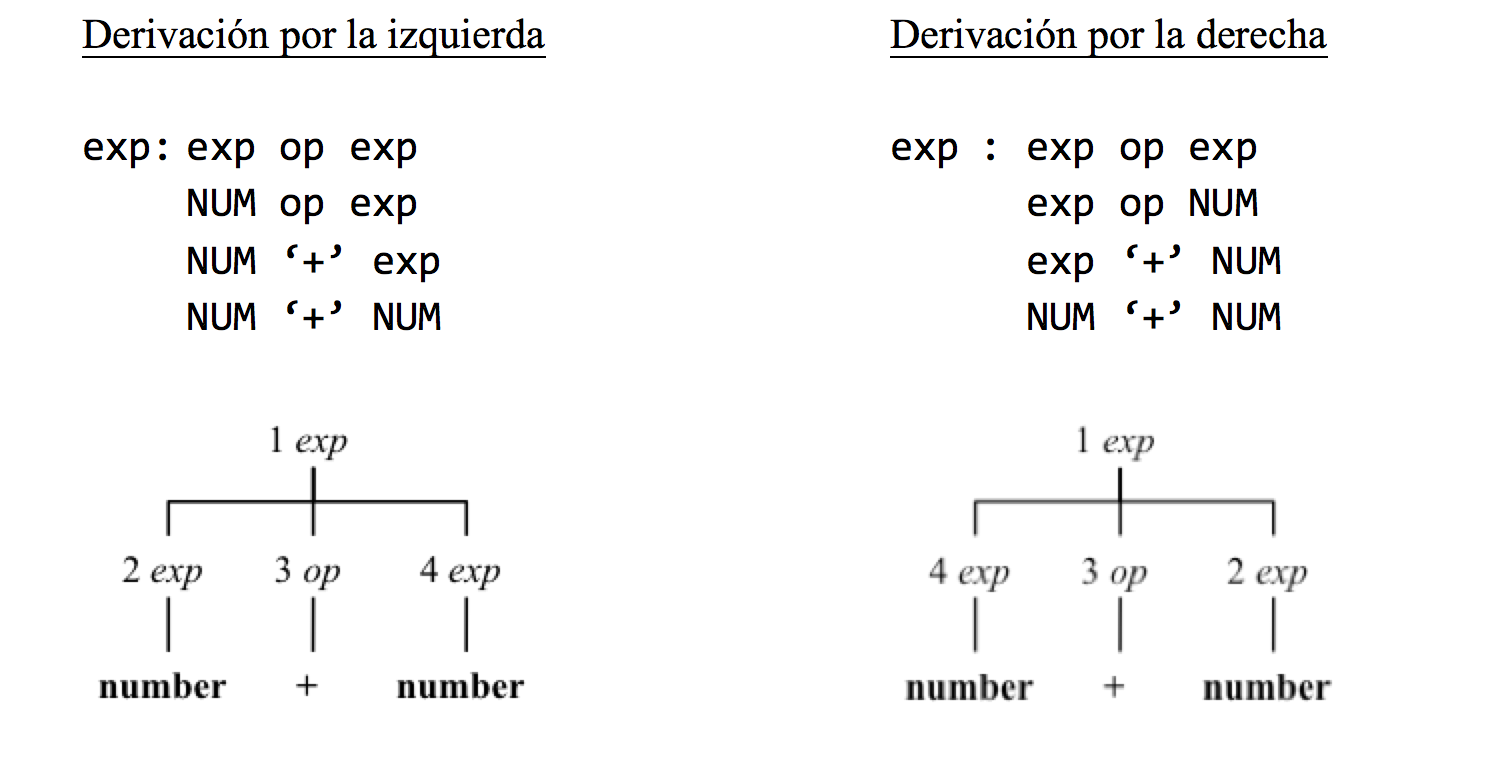 Derivación por la izquierda
exp: exp op exp
NUM op exp
NUM ‘+’ exp
NUM ‘+’ NUM
1 exp
2 exp 3 op 4 exp
number + number
Derivación por la derecha
exp : exp op exp
exp op NUM
exp ‘+’ NUM
NUM ‘+’ NUM
1 exp
4 exp 3 op 2 exp
number + number